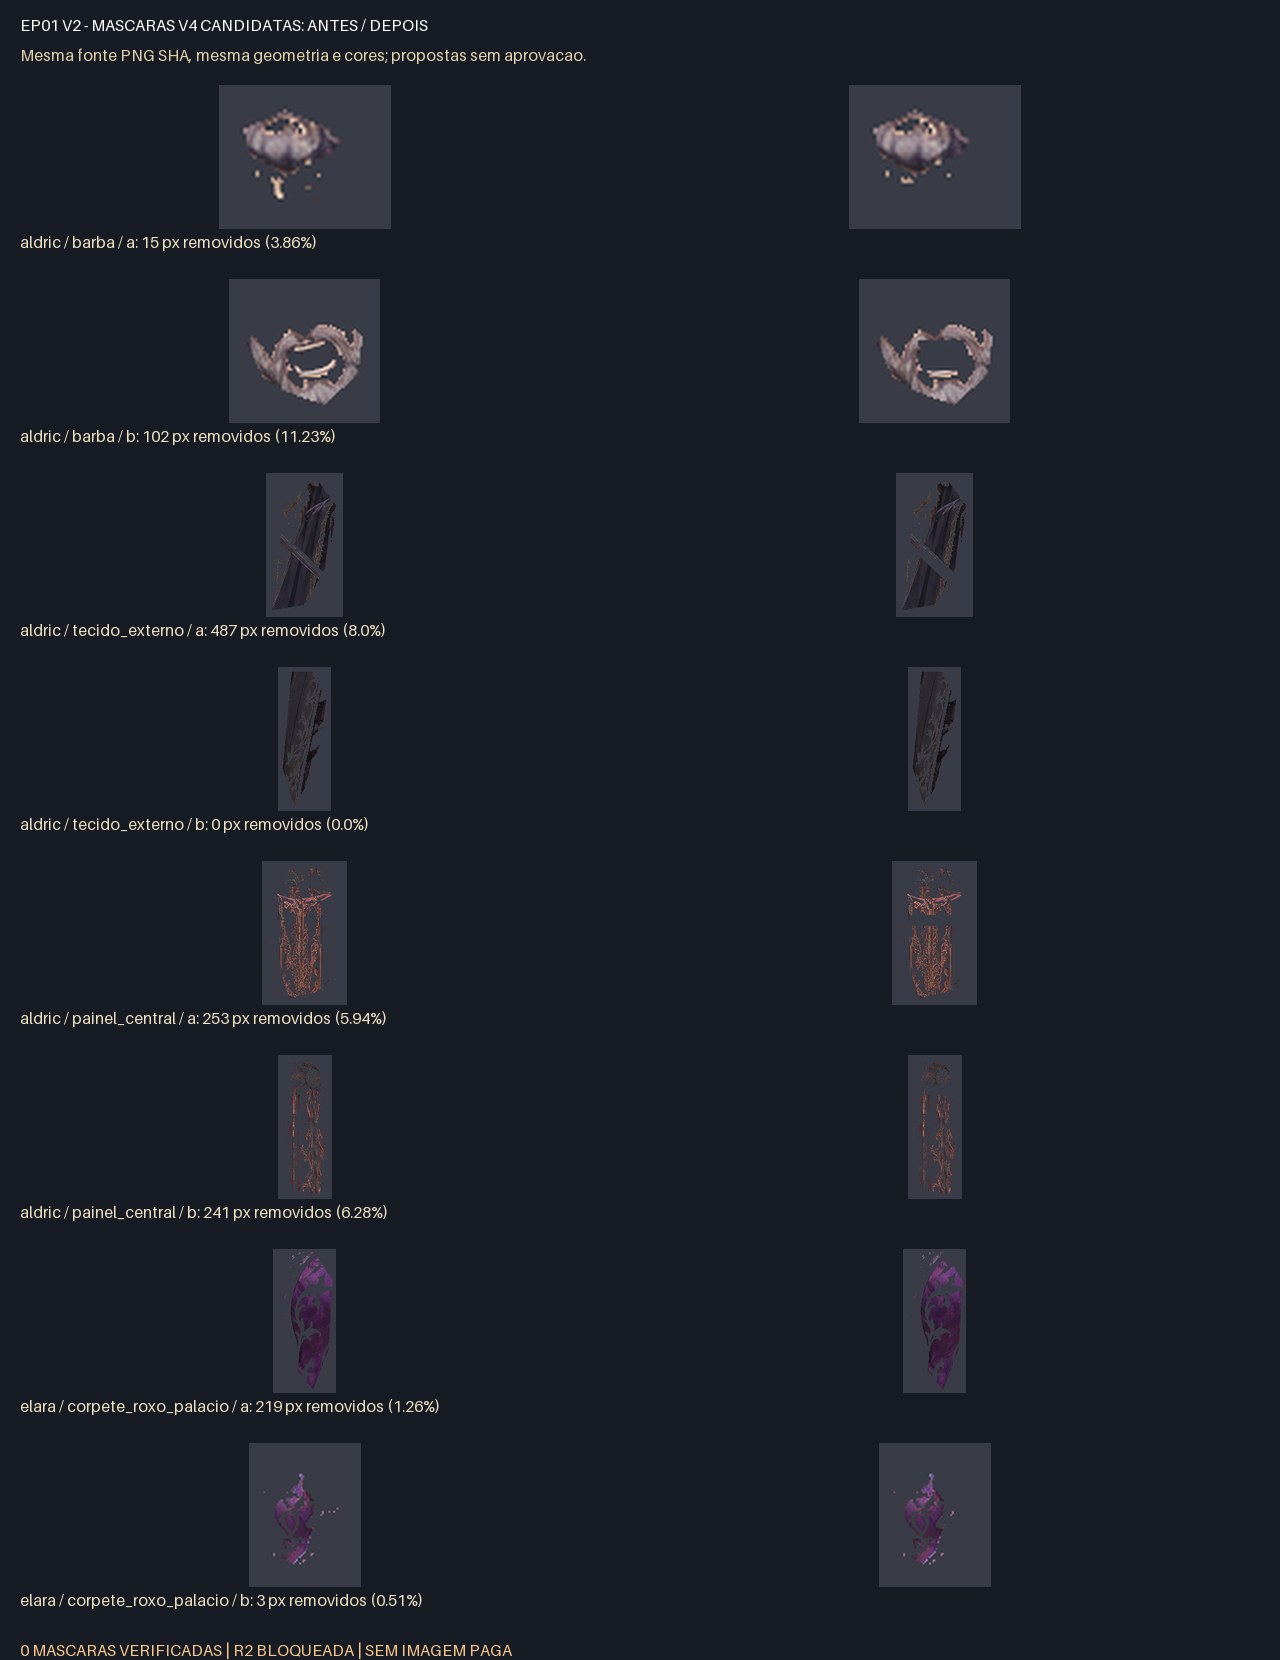 EP01 V2 - MASCARAS V4 CANDIDATAS: ANTES / DEPOIS
Mesma fonte PNG SHA, mesma geometria e cores; propostas sem aprovacao.
aldric / barba / a: 15 px removidos (3.86%)
aldric / barba / b: 102 px removidos (11.23%)
aldric / tecido_externo / a: 487 px removidos (8.0%)
aldric / tecido_externo / b: 0 px removidos (0.0%)
aldric / painel_central / a: 253 px removidos (5.94%)
aldric / painel_central / b: 241 px removidos (6.28%)
elara / corpete_roxo_palacio / a: 219 px removidos (1.26%)
elara / corpete_roxo_palacio / b: 3 px removidos (0.51%)
0 MASCARAS VERIFICADAS | R2 BLOQUEADA | SEM IMAGEM PAGA